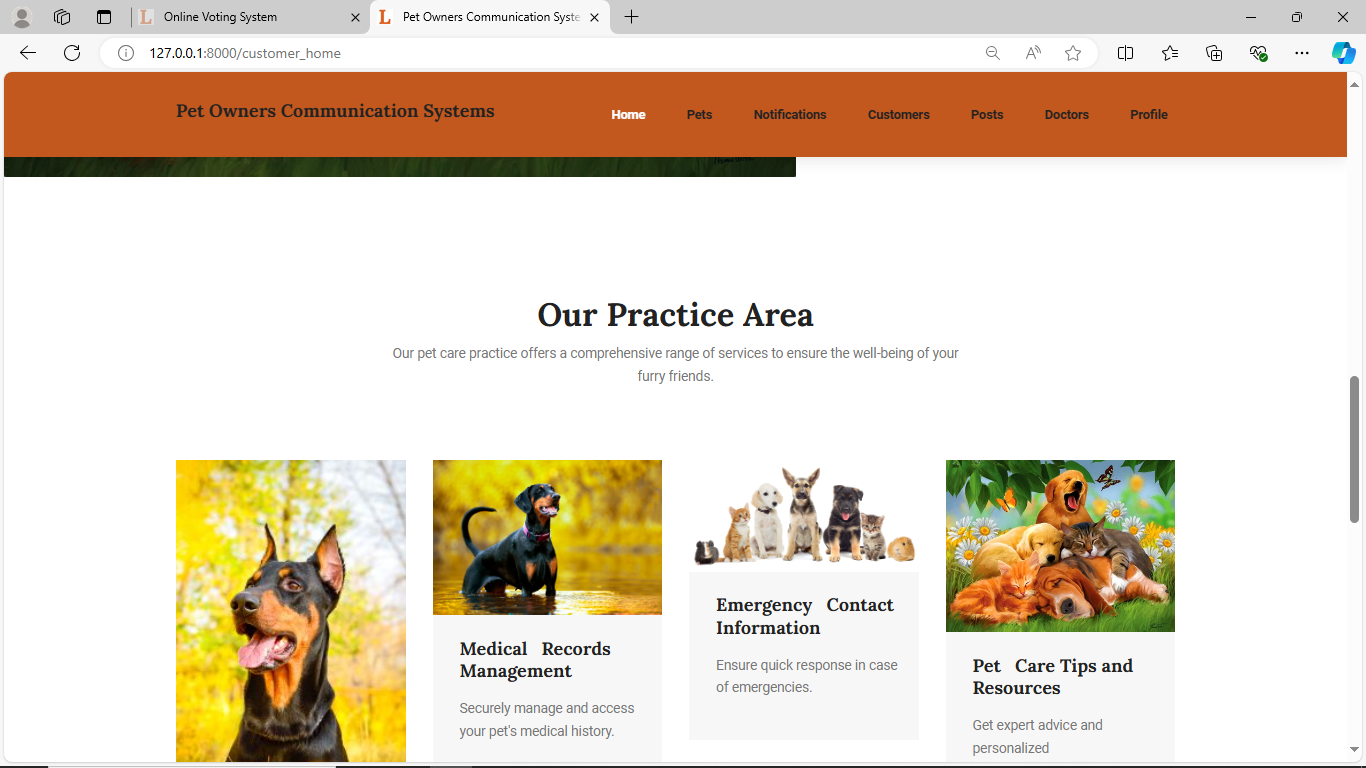 Online Voting System
Pet Owners Communication Syste
127.0.0.1:8000/customer_home
Pet Owners Communication Systems
Home Pets Notifications Customers Posts Doctors Profile
Our Practice Area
Our pet care practice offers a comprehensive range of services to ensure the well-being of your
furry friends.
Medical Records
Management
Securely manage and access
your pet's medical history.
Emergency Contact
Information
Ensure quick response in case
of emergencies.
Pet Care Tips and
Resources
Get expert advice and
personalized